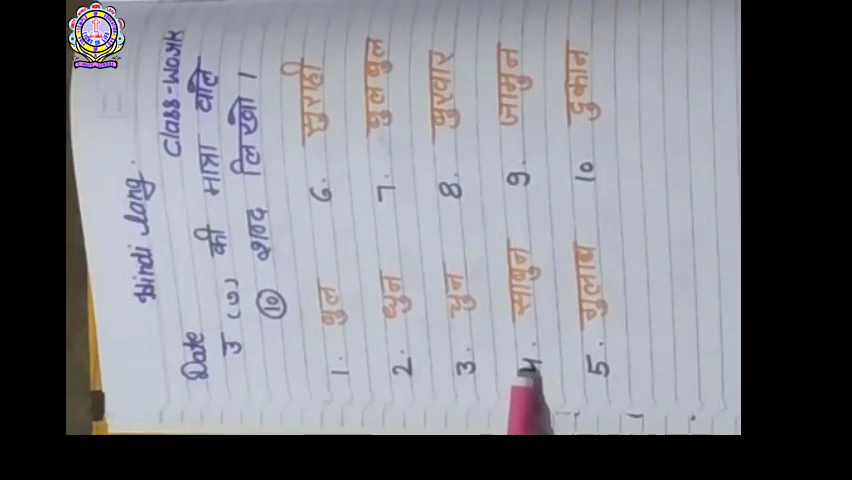 Hindi lang.
Date Class-Work
उ (ु) की मात्रा वाले
10 शब्द लिखो।
1. थुल 6. सुराही
2. धुन 7. बुलबुल
3. चुन 8. बुखार
4. साबुन 9. जामुन
5. गुलाब 10 दुकान